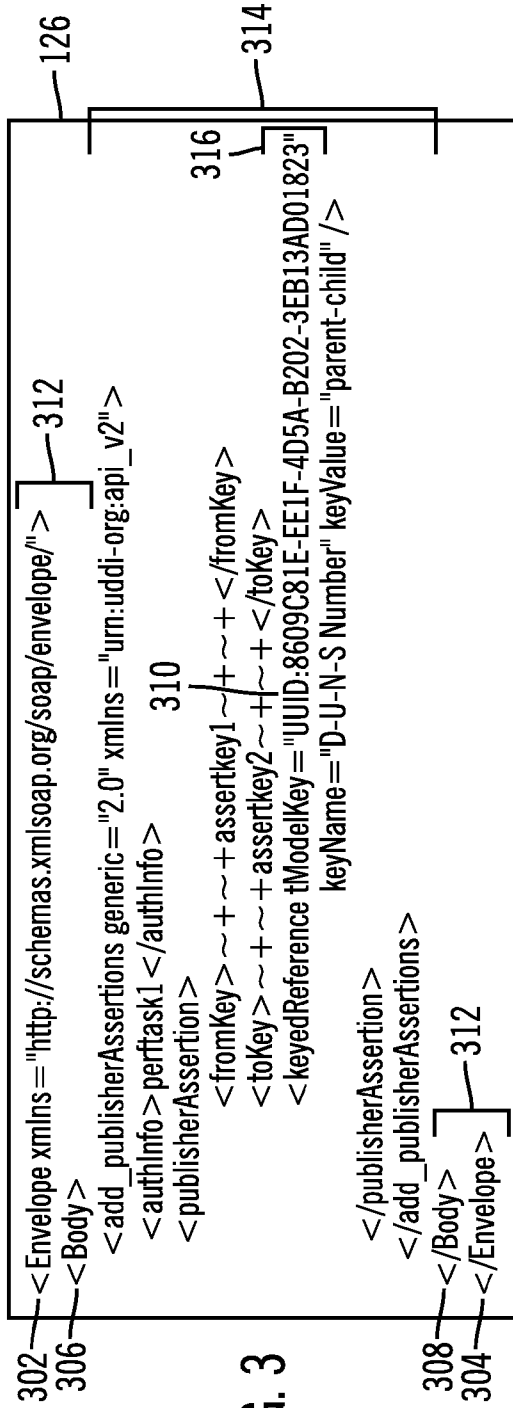 126
302 <Envelope xmlns="http://schemas.xmlsoap.org/soap/envelope/"> 312
306 <Body>
<add_publisherAssertions generic="2.0" xmlns="urn:uddi-org:api_v2">
<authInfo>perftask1</authInfo>
<publisherAssertion>
310
316
314
<fromKey>~+~+assertkey1~+~+</fromKey>
<toKey>~+~+assertkey2~+~+</toKey>
<keyedReference tModelKey="UUID:8609C81E-EE1F-4D5A-B202-3EB13AD01823"
keyName="D-U-N-S Number" keyValue="parent-child" />
</publisherAssertion>
</add_publisherAssertions>
308 </Body>
312
304 </Envelope>
G. 3